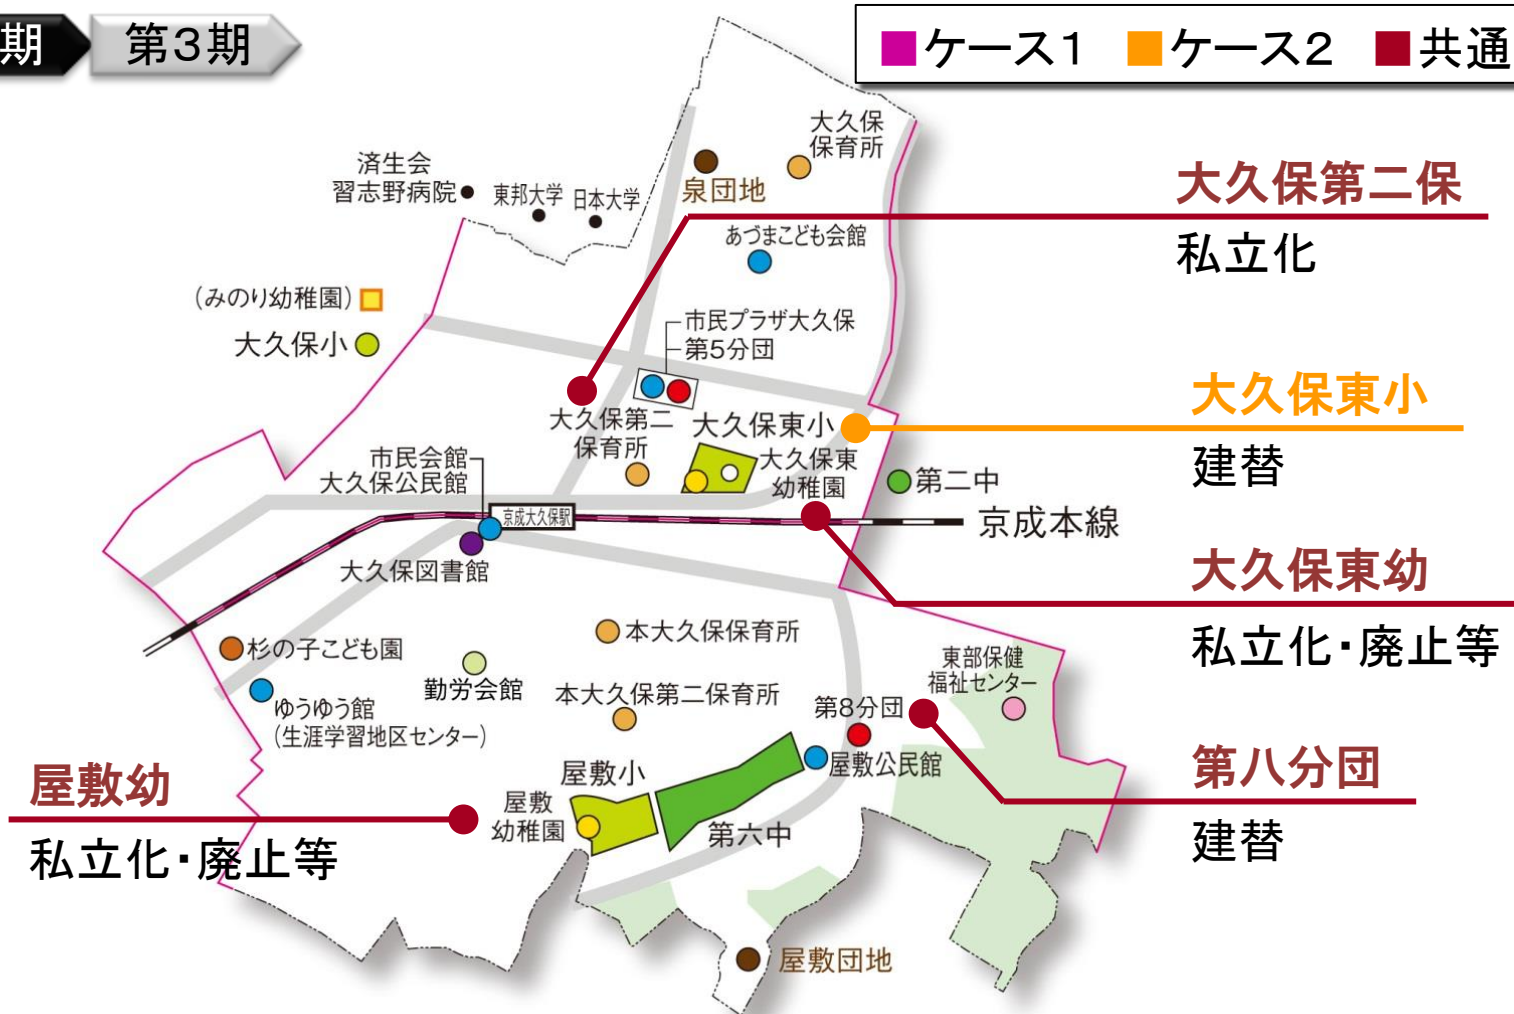 期
第3期
■ケース1 ■ケース2 ■共通
大久保
保育所
済生会
習志野病院
東邦大学
日本大学
泉団地
大久保第二保
私立化
あづまこども会館
(みのり幼稚園)
大久保小
市民プラザ大久保
第5分団
大久保東小
建替
大久保第二
保育所
大久保東小
大久保東
幼稚園
市民会館
大久保公民館
第二中
京成大久保駅
京成本線
大久保図書館
大久保東幼
私立化・廃止等
本大久保保育所
杉の子こども園
勤労会館
東部保健
福祉センター
本大久保第二保育所
第8分団
ゆうゆう館
(生涯学習地区センター)
屋敷公民館
第八分団
建替
屋敷幼
私立化・廃止等
屋敷小
屋敷
幼稚園
第六中
屋敷団地